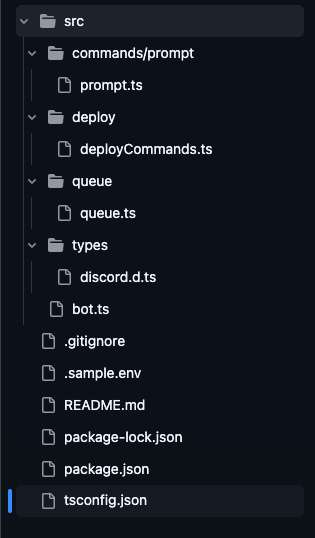 src
commands/prompt
prompt.ts
deploy
deployCommands.ts
queue
queue.ts
types
discord.d.ts
bot.ts
.gitignore
.sample.env
README.md
package-lock.json
package.json
tsconfig.json